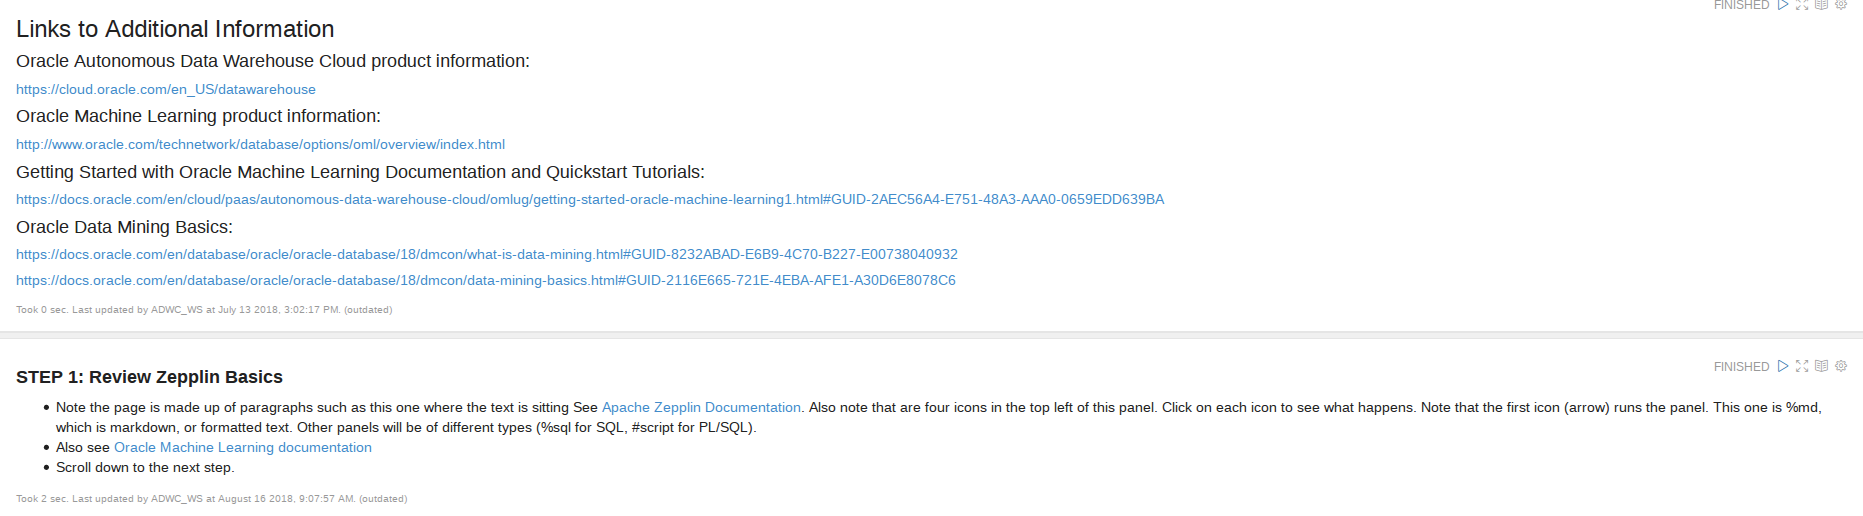 FINISHED
Links to Additional Information
Oracle Autonomous Data Warehouse Cloud product information:
https://cloud.oracle.com/en_US/datawarehouse
Oracle Machine Learning product information:
http://www.oracle.com/technetwork/database/options/oml/overview/index.html
Getting Started with Oracle Machine Learning Documentation and Quickstart Tutorials:
https://docs.oracle.com/en/cloud/paas/autonomous-data-warehouse-cloud/omlug/getting-started-oracle-machine-learning1.html#GUID-2AEC56A4-E751-48A3-AAA0-0659EDD639BA
Oracle Data Mining Basics:
https://docs.oracle.com/en/database/oracle/oracle-database/18/dmcon/what-is-data-mining.html#GUID-8232ABAD-E6B9-4C70-B227-E00738040932
https://docs.oracle.com/en/database/oracle/oracle-database/18/dmcon/data-mining-basics.html#GUID-2116E665-721E-4EBA-AFE1-A30D6E8078C6
Took 0 sec. Last updated by ADWC_WS at July 13 2018, 3:02:17 PM. (outdated)
FINISHED
STEP 1: Review Zepplin Basics
• Note the page is made up of paragraphs such as this one where the text is sitting See Apache Zepplin Documentation. Also note that are four icons in the top left of this panel. Click on each icon to see what happens. Note that the first icon (arrow) runs the panel. This one is %md,
which is markdown, or formatted text. Other panels will be of different types (%sql for SQL, #script for PL/SQL).
• Also see Oracle Machine Learning documentation
• Scroll down to the next step.
Took 2 sec. Last updated by ADWC_WS at August 16 2018, 9:07:57 AM. (outdated)